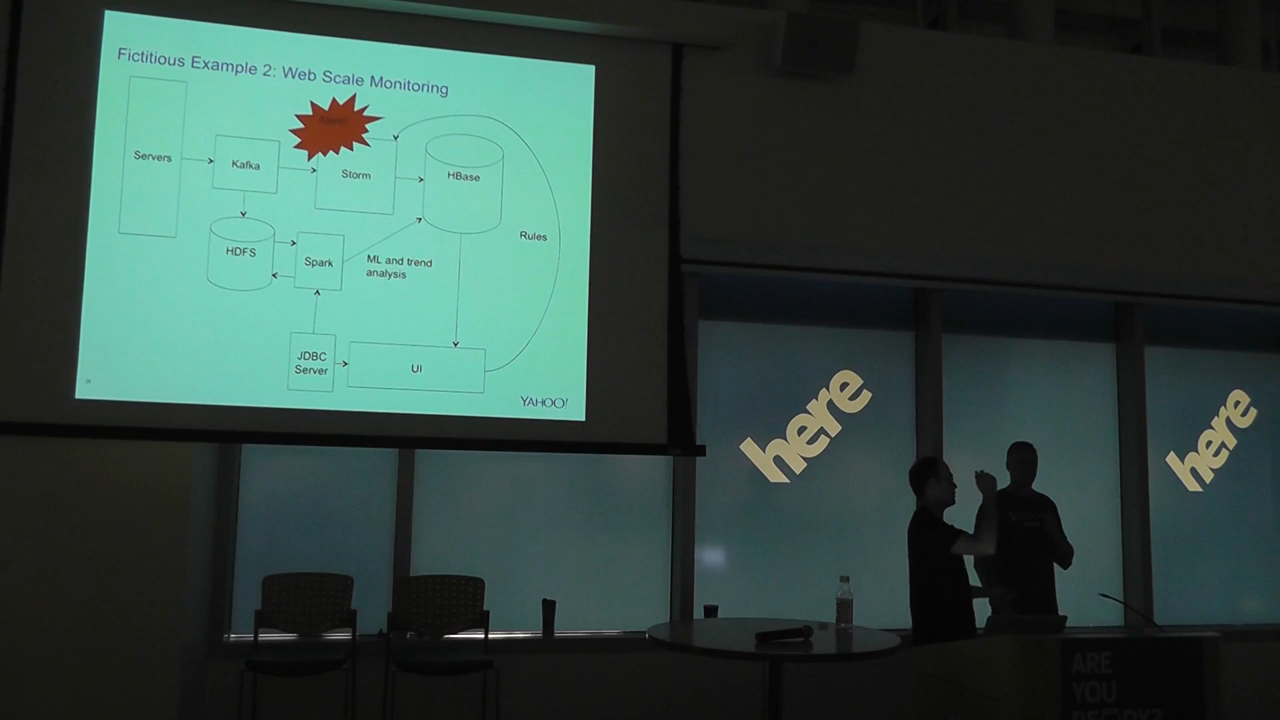 Fictitious Example 2: Web Scale Monitoring
Servers
Kafka
Storm
HBase
Rules
HDFS
Spark
ML and trend
analysis
JDBC
Server
UI
YAHOO!
here
here
ARE
YOU